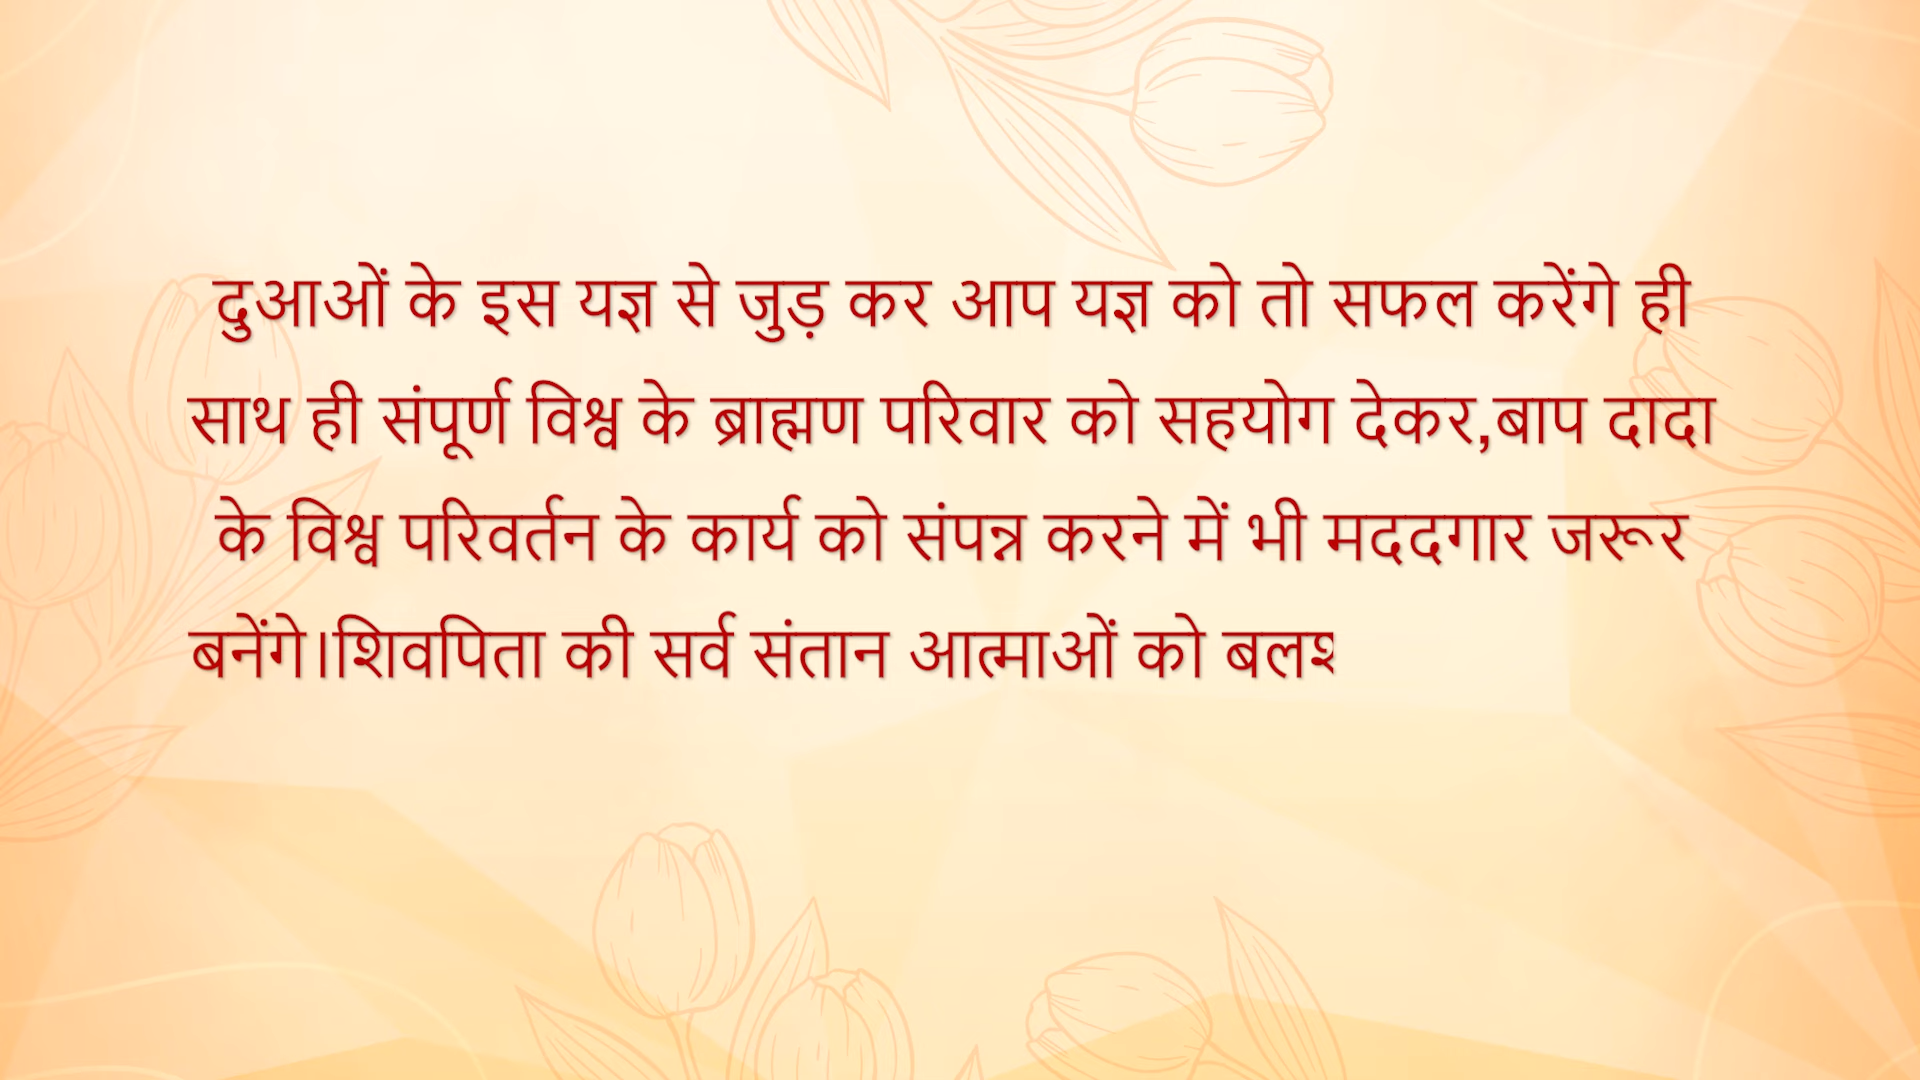 दुआओं के इस यज्ञ से जुड़ कर आप यज्ञ को तो सफल करेंगे ही
साथ ही संपूर्ण विश्व के ब्राह्मण परिवार को सहयोग देकर,बाप दादा
के विश्व परिवर्तन के कार्य को संपन्न करने में भी मददगार जरूर
बनेंगे।शिवपिता की सर्व संतान आत्माओं को